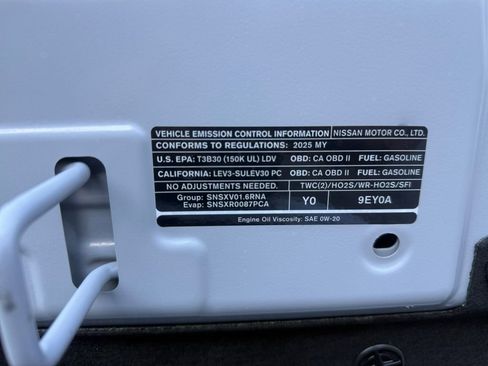 VEHICLE EMISSION CONTROL INFORMATION NISSAN MOTOR CO., LTD.
CONFORMS TO REGULATIONS: 2025 MY
U.S. EPA: T3B30 (150K UL) LDV OBD: CA OBD II FUEL: GASOLINE
CALIFORNIA: LEV3-SULEV30 PC OBD: CA OBD II FUEL: GASOLINE
NO ADJUSTMENTS NEEDED. TWC(2)/HO2S/WR-HO2S/SFI
Group: SNSXV01.6RNA
Evap: SNSXR0087PCA Y0 9EY0A
Engine Oil Viscosity: SAE 0W-20